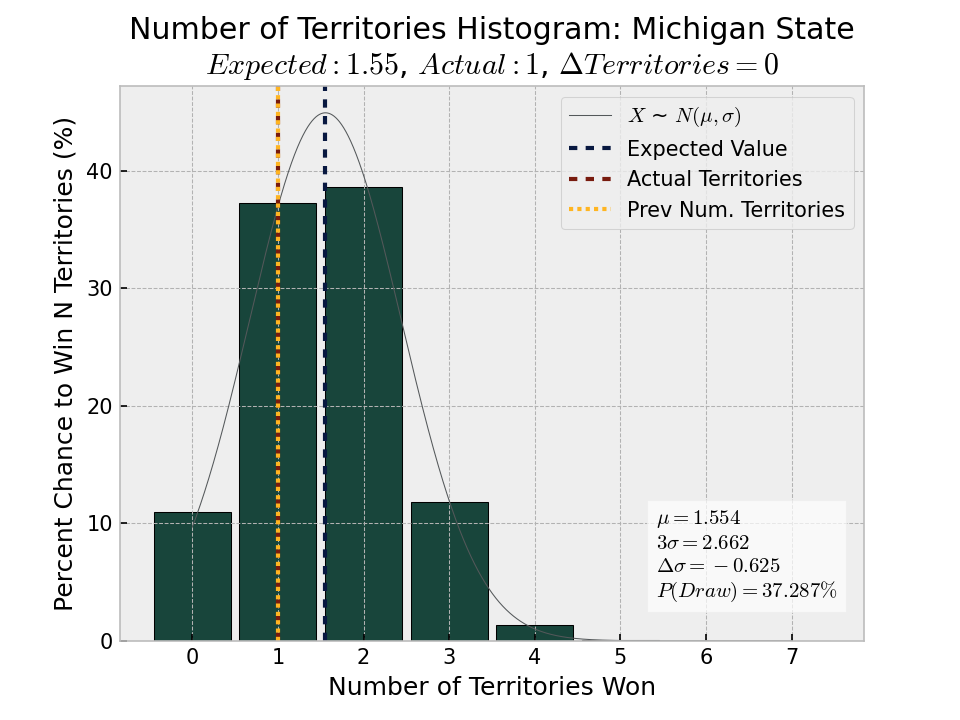 Number of Territories Histogram: Michigan State
Expected : 1.55, Actual : 1, ΔTerritories = 0
Percent Chance to Win N Territories (%)
40
30
20
10
0
X ~ N(μ, σ)
Expected Value
Actual Territories
Prev Num. Territories
μ = 1.554
3σ = 2.662
Δσ = −0.625
P(Draw) = 37.287%
0 1 2 3 4 5 6 7
Number of Territories Won